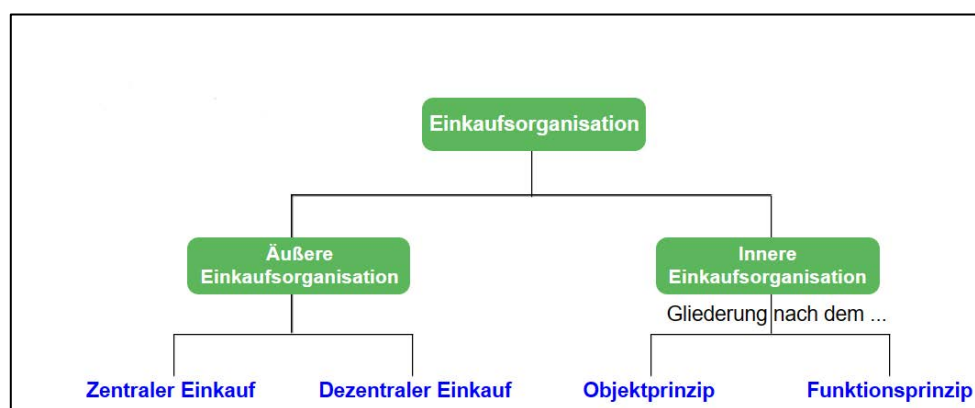 Einkaufsorganisation
Äußere
Einkaufsorganisation
Innere
Einkaufsorganisation
Gliederung nach dem ...
Zentraler Einkauf
Dezentraler Einkauf
Objektprinzip
Funktionsprinzip